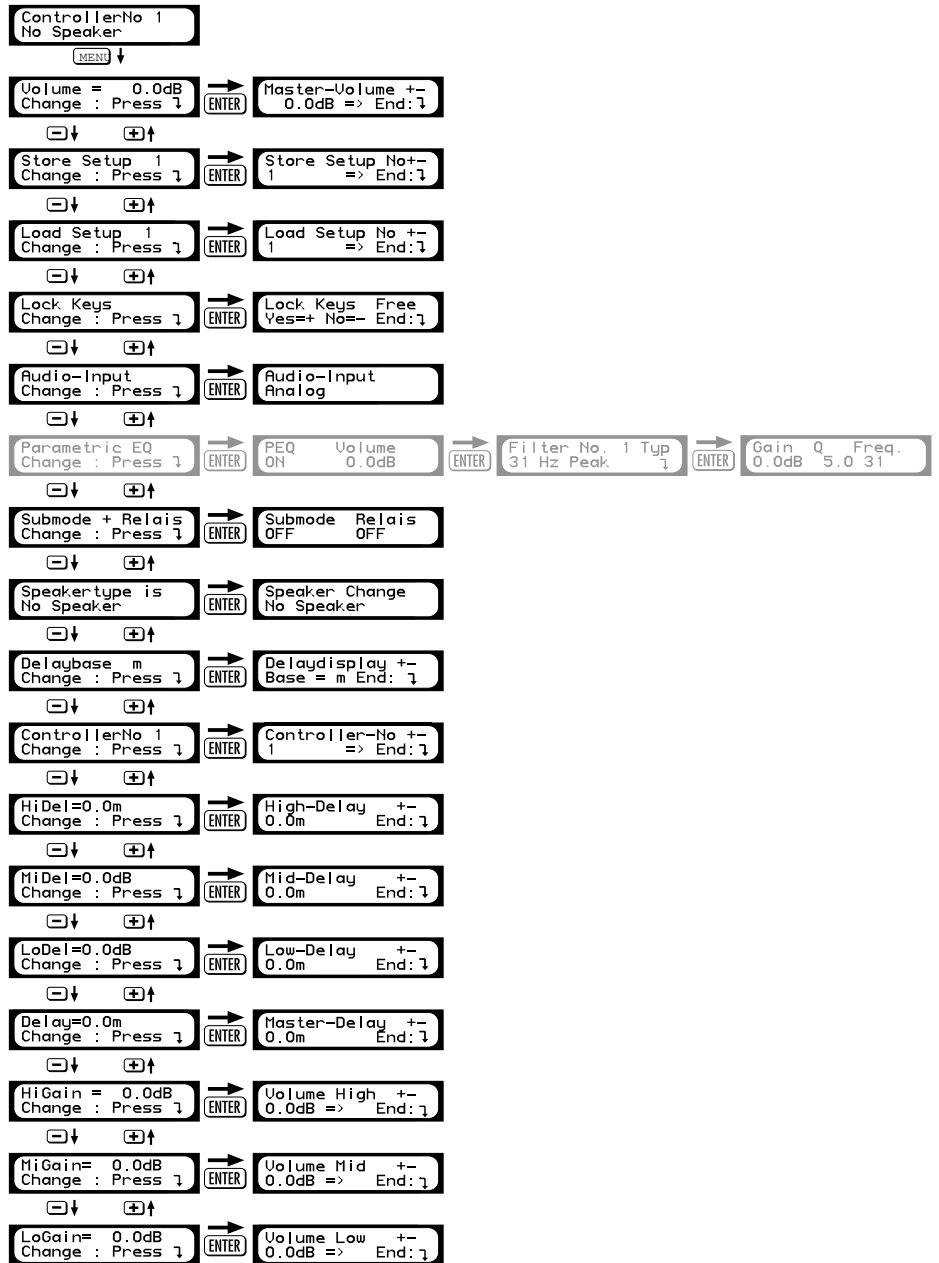 ControllerNo 1
No Speaker
MENU
Volume = 0.0dB
Change : Press ↴
ENTER
Master-Volume +-
0.0dB => End:↴
Store Setup 1
Change : Press ↴
ENTER
Store Setup No+-
1 => End:↴
Load Setup 1
Change : Press ↴
ENTER
Load Setup No +-
1 => End:↴
Lock Keys
Change : Press ↴
ENTER
Lock Keys Free
Yes=+ No=- End:↴
Audio-Input
Change : Press ↴
ENTER
Audio-Input
Analog
Parametric EQ
Change : Press ↴
ENTER
PEQ Volume
ON 0.0dB
ENTER
Filter No. 1 Typ
31 Hz Peak ↴
ENTER
Gain Q Freq.
0.0dB 5.0 31
Submode + Relais
Change : Press ↴
ENTER
Submode Relais
OFF OFF
Speakertype is
No Speaker
ENTER
Speaker Change
No Speaker
Delaybase m
Change : Press ↴
ENTER
Delaydisplay +-
Base = m End: ↴
ControllerNo 1
Change : Press ↴
ENTER
Controller-No +-
1 => End:↴
HiDel=0.0m
Change : Press ↴
ENTER
High-Delay +-
0.0m End:↴
MiDel=0.0dB
Change : Press ↴
ENTER
Mid-Delay +-
0.0m End:↴
LoDel=0.0dB
Change : Press ↴
ENTER
Low-Delay +-
0.0m End:↴
Delay=0.0m
Change : Press ↴
ENTER
Master-Delay +-
0.0m End:↴
HiGain = 0.0dB
Change : Press ↴
ENTER
Volume High +-
0.0dB => End:↴
MiGain= 0.0dB
Change : Press ↴
ENTER
Volume Mid +-
0.0dB => End:↴
LoGain= 0.0dB
Change : Press ↴
ENTER
Volume Low +-
0.0dB => End:↴